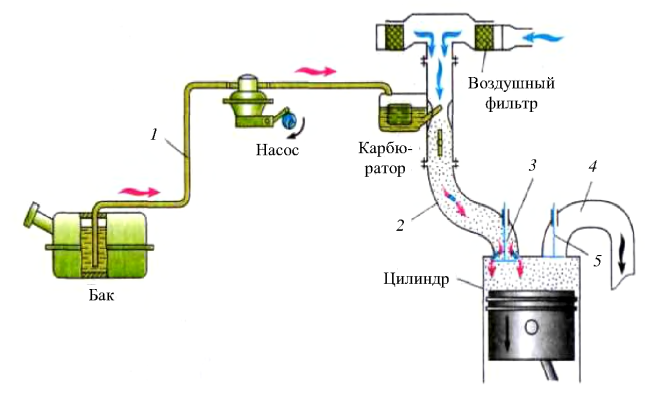 Воздушный
фильтр
1
Насос
Карбю-
ратор
2
3
4
5
Цилиндр
Бак